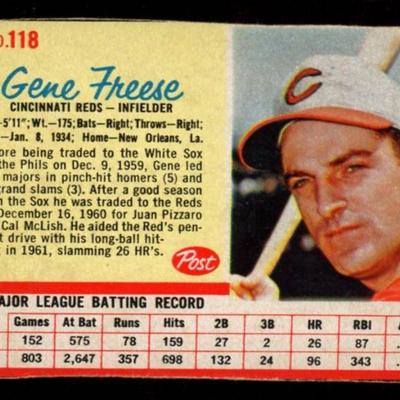 O.118
Gene Freese
CINCINNATI REDS — INFIELDER
-5'11"; Wt.—175; Bats—Right; Throws—Right;
—Jan. 8, 1934; Home—New Orleans, La.
ore being traded to the White Sox
the Phils on Dec. 9, 1959, Gene led
majors in pinch-hit homers (5) and
grand slams (3). After a good season
n the Sox he was traded to the Reds
December 16, 1960 for Juan Pizzaro
Cal McLish. He aided the Red's pen-
t drive with his long-ball hit-
in 1961, slamming 26 HR's.
Post
C
AJOR LEAGUE BATTING RECORD
Games At Bat Runs Hits 2B 3B HR RBI A
152 575 78 159 27 2 26 87 .
803 2,647 357 698 132 24 96 343 .